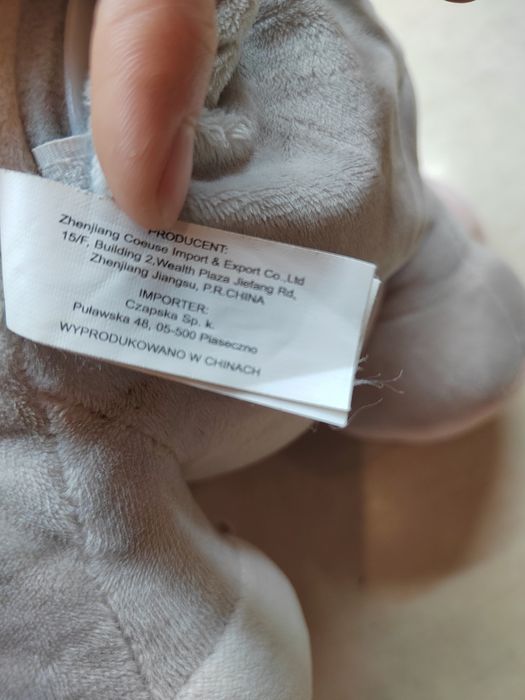 PRODUCENT:
Zhenjiang Coeuse Import & Export Co.,Ltd
15/F, Building 2,Wealth Plaza Jiefang Rd,
Zhenjiang Jiangsu, P.R.CHINA
IMPORTER:
Czapska Sp. k.
Puławska 48, 05-500 Piaseczno
WYPRODUKOWANO W CHINACH